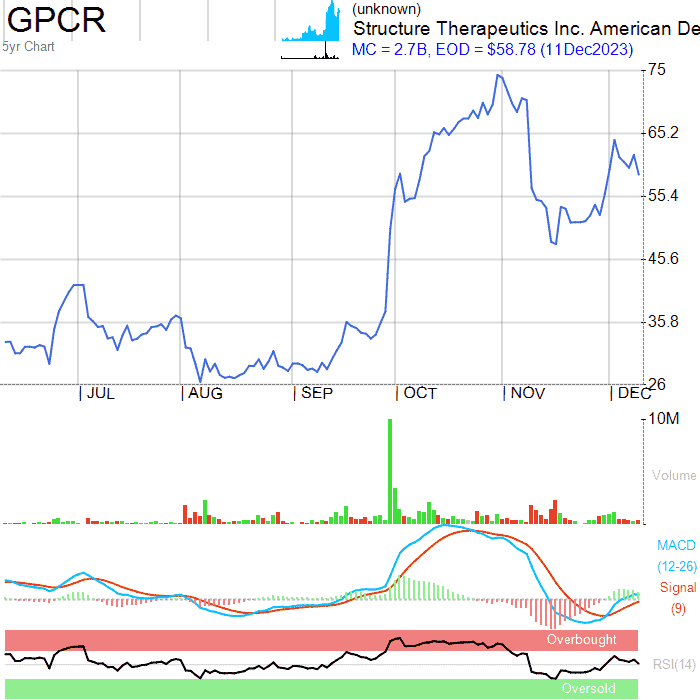 GPCR
(unknown)
5yr Chart
Structure Therapeutics Inc. American De
MC = 2.7B, EOD = $58.78 (11Dec2023)
75
65.2
55.4
45.6
35.8
26
JUL
AUG
SEP
OCT
NOV
DEC
10M
Volume
MACD
(12-26)
Signal
(9)
Overbought
RSI(14)
Oversold